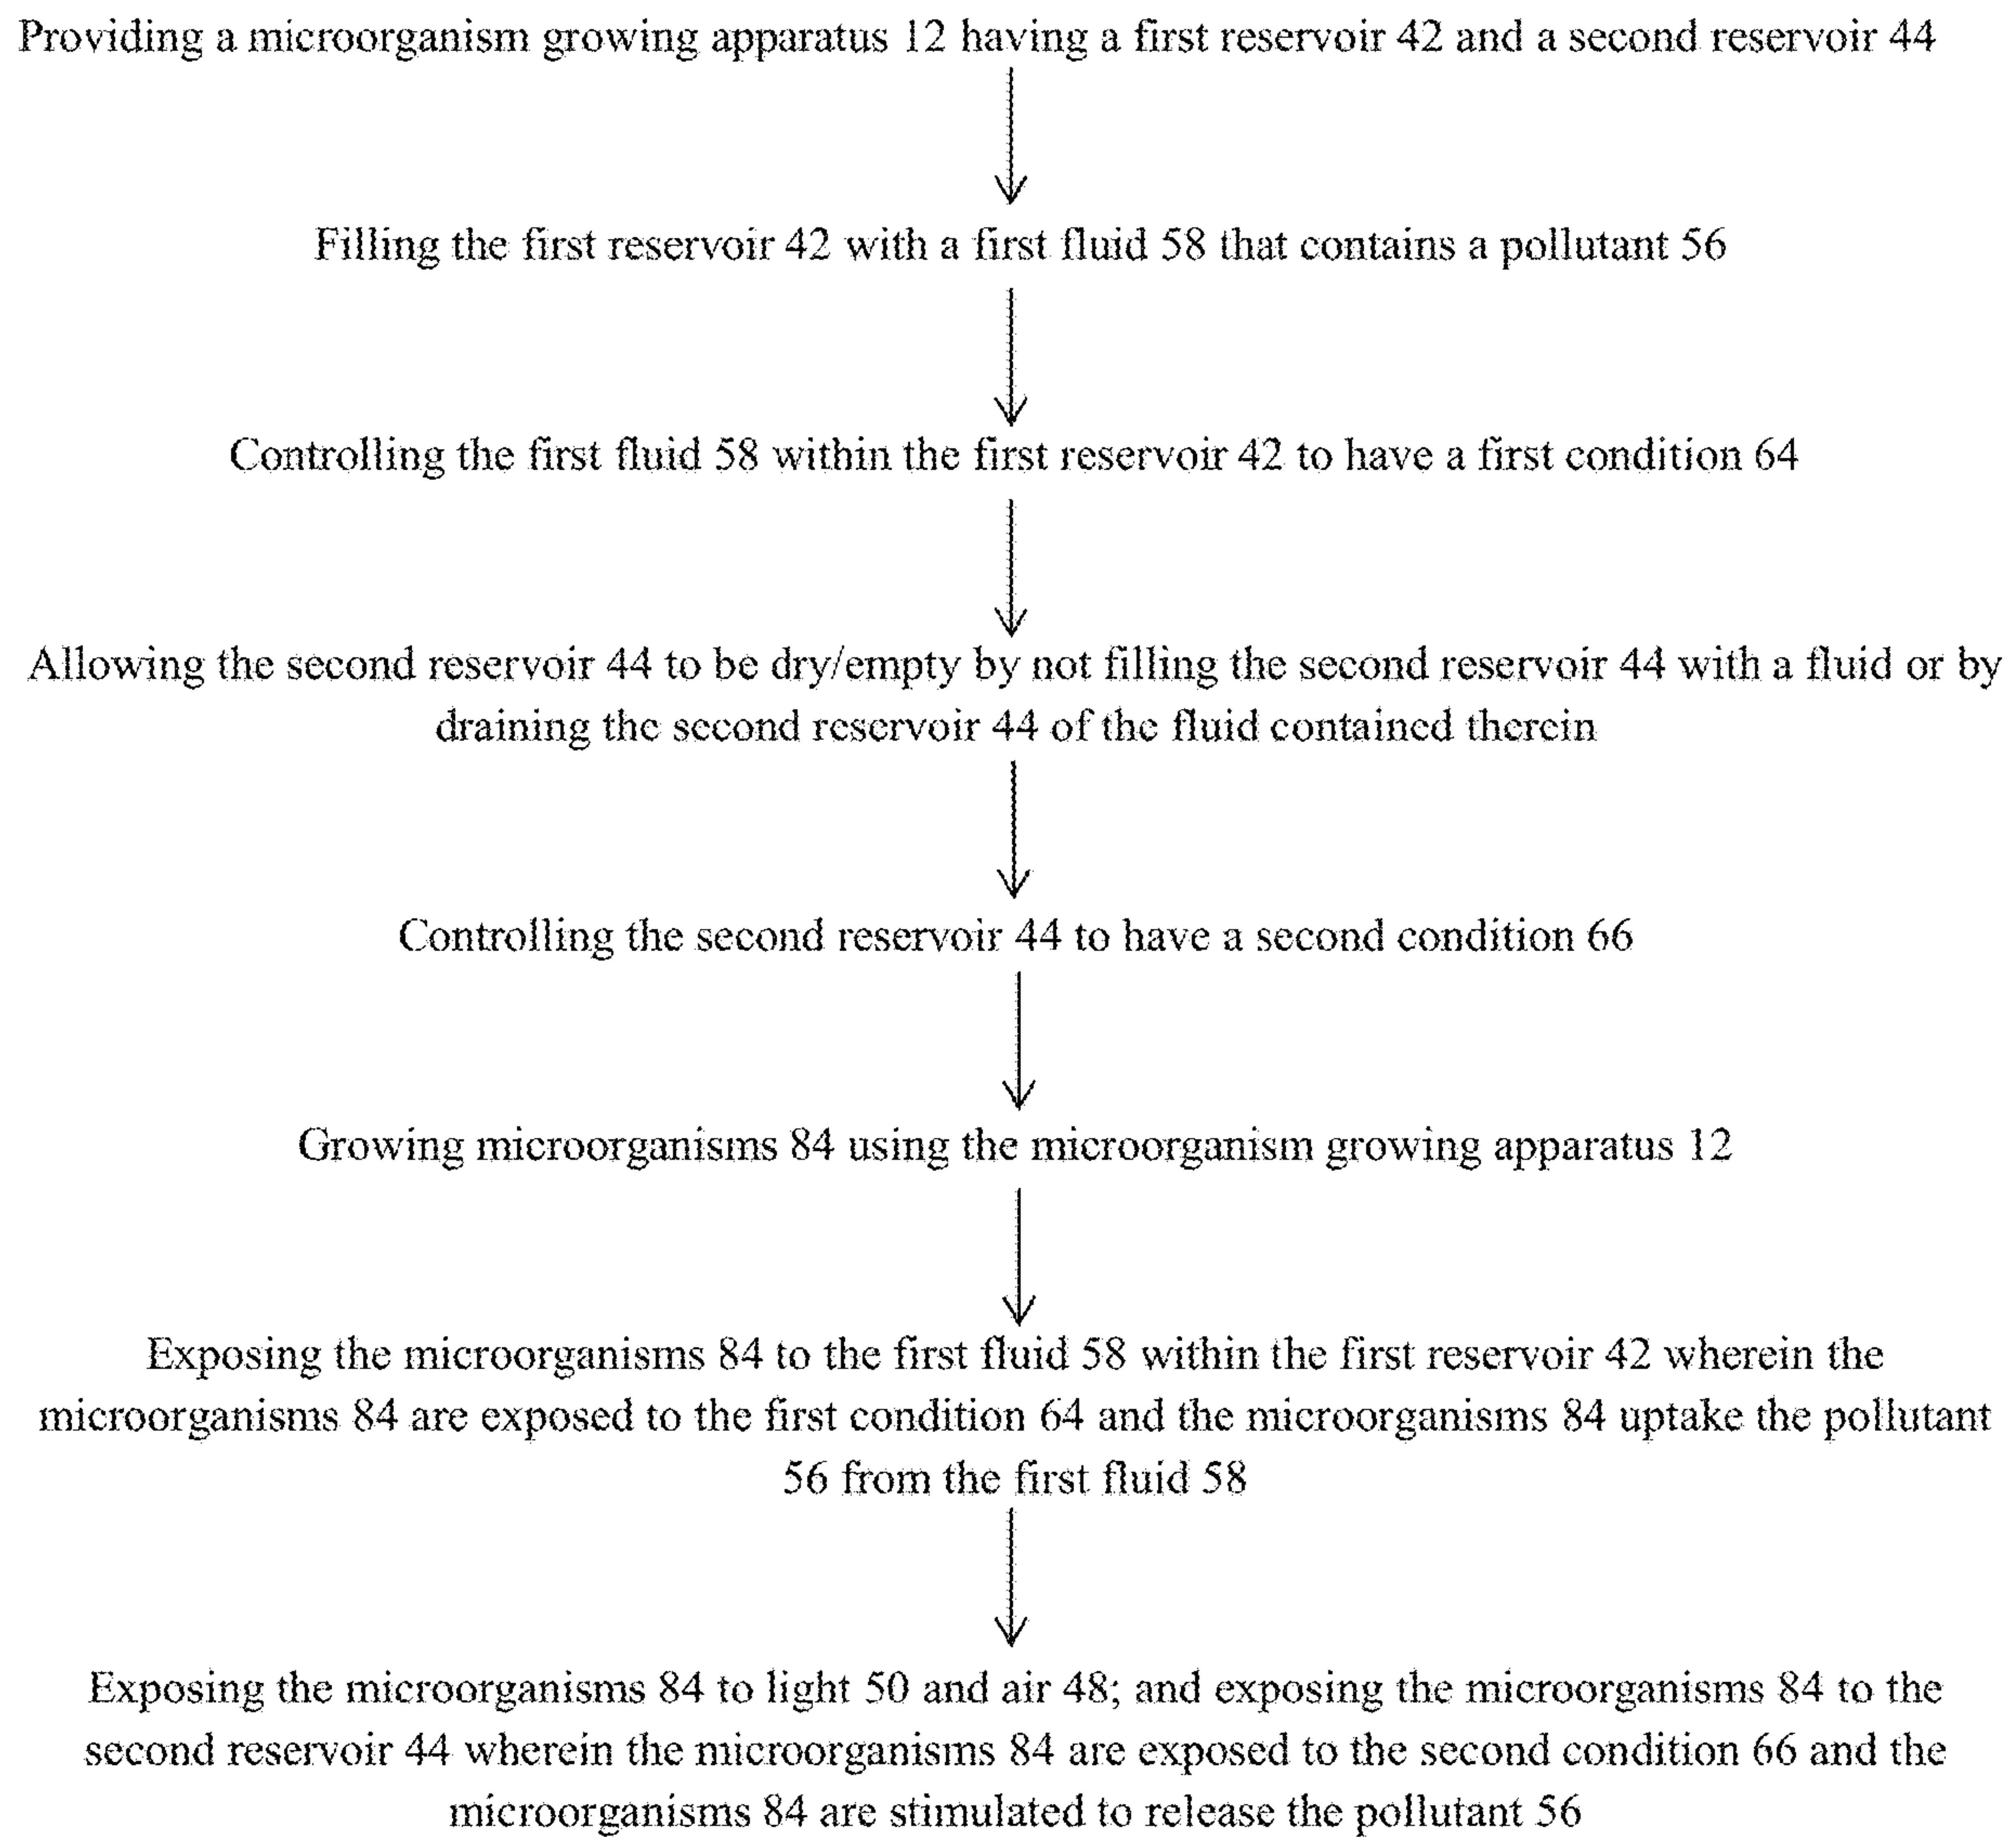 Providing a microorganism growing apparatus 12 having a first reservoir 42 and a second reservoir 44
Filling the first reservoir 42 with a first fluid 58 that contains a pollutant 56
Controlling the first fluid 58 within the first reservoir 42 to have a first condition 64
Allowing the second reservoir 44 to be dry/empty by not filling the second reservoir 44 with a fluid or by
draining the second reservoir 44 of the fluid contained therein
Controlling the second reservoir 44 to have a second condition 66
Growing microorganisms 84 using the microorganism growing apparatus 12
Exposing the microorganisms 84 to the first fluid 58 within the first reservoir 42 wherein the
microorganisms 84 are exposed to the first condition 64 and the microorganisms 84 uptake the pollutant
56 from the first fluid 58
Exposing the microorganisms 84 to light 50 and air 48; and exposing the microorganisms 84 to the
second reservoir 44 wherein the microorganisms 84 are exposed to the second condition 66 and the
microorganisms 84 are stimulated to release the pollutant 56